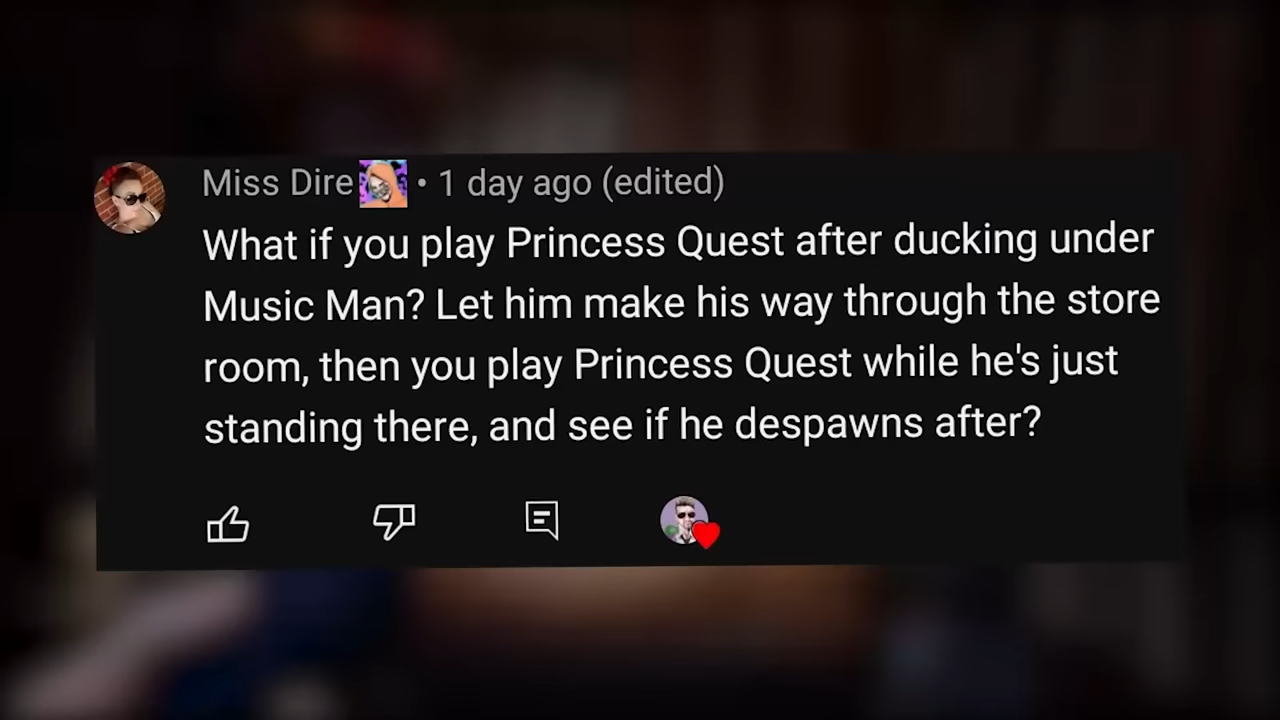 Miss Dire • 1 day ago (edited)
What if you play Princess Quest after ducking under
Music Man? Let him make his way through the store
room, then you play Princess Quest while he's just
standing there, and see if he despawns after?